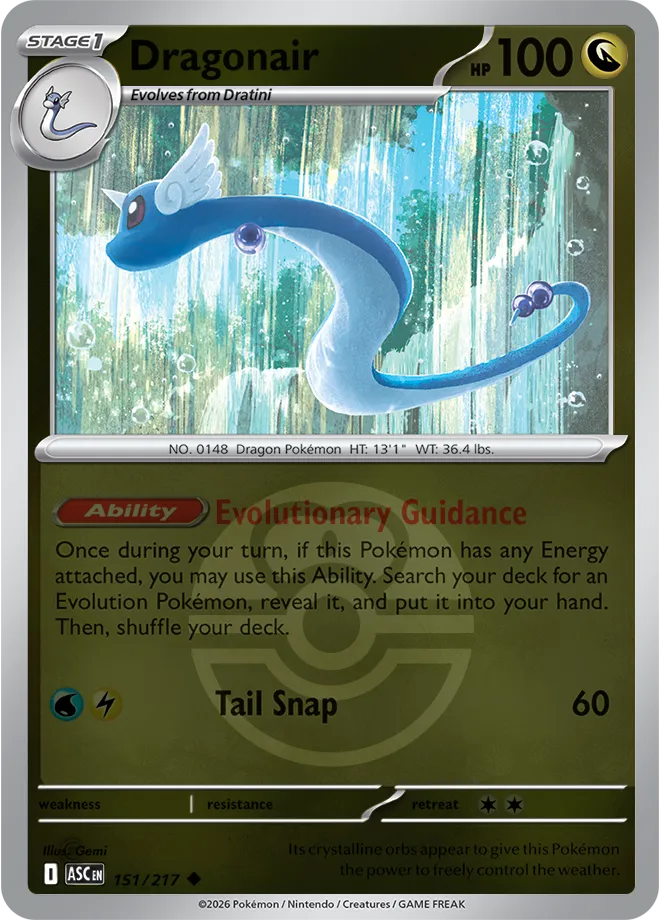 STAGE1
Dragonair
HP 100
Evolves from Dratini
NO. 0148 Dragon Pokémon HT: 13'1" WT: 36.4 lbs.
Ability Evolutionary Guidance
Once during your turn, if this Pokémon has any Energy
attached, you may use this Ability. Search your deck for an
Evolution Pokémon, reveal it, and put it into your hand.
Then, shuffle your deck.
Tail Snap 60
weakness resistance retreat
Illus. Gemi
Its crystalline orbs appear to give this Pokémon
the power to freely control the weather.
I ASC EN 151/217
©2026 Pokémon / Nintendo / Creatures / GAME FREAK